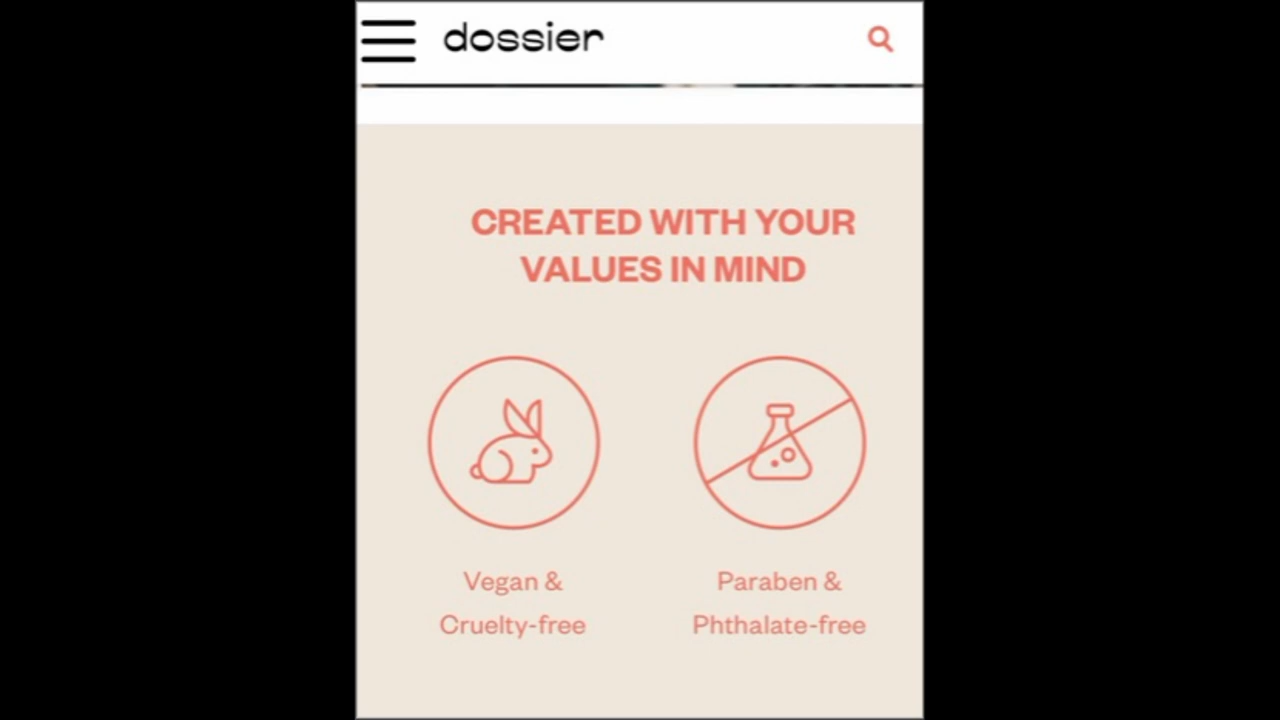 dossier
CREATED WITH YOUR
VALUES IN MIND
Vegan &
Cruelty-free
Paraben &
Phthalate-free